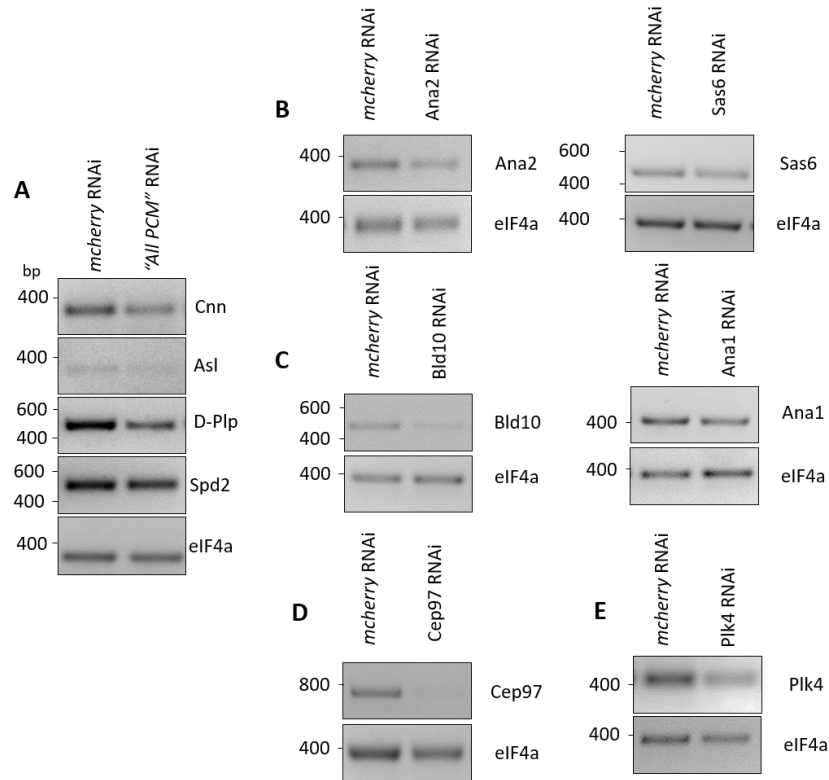 A
mcherry RNAi
"All PCM" RNAi
bp
400
Cnn
400
Asl
600
400
D-Plp
600
400
Spd2
400
eIF4a
B
mcherry RNAi
Ana2 RNAi
400
Ana2
400
eIF4a
mcherry RNAi
Sas6 RNAi
600
400
Sas6
400
eIF4a
C
mcherry RNAi
Bld10 RNAi
600
400
Bld10
400
eIF4a
mcherry RNAi
Ana1 RNAi
400
Ana1
400
eIF4a
D
mcherry RNAi
Cep97 RNAi
800
Cep97
400
eIF4a
E
mcherry RNAi
Plk4 RNAi
400
Plk4
400
eIF4a